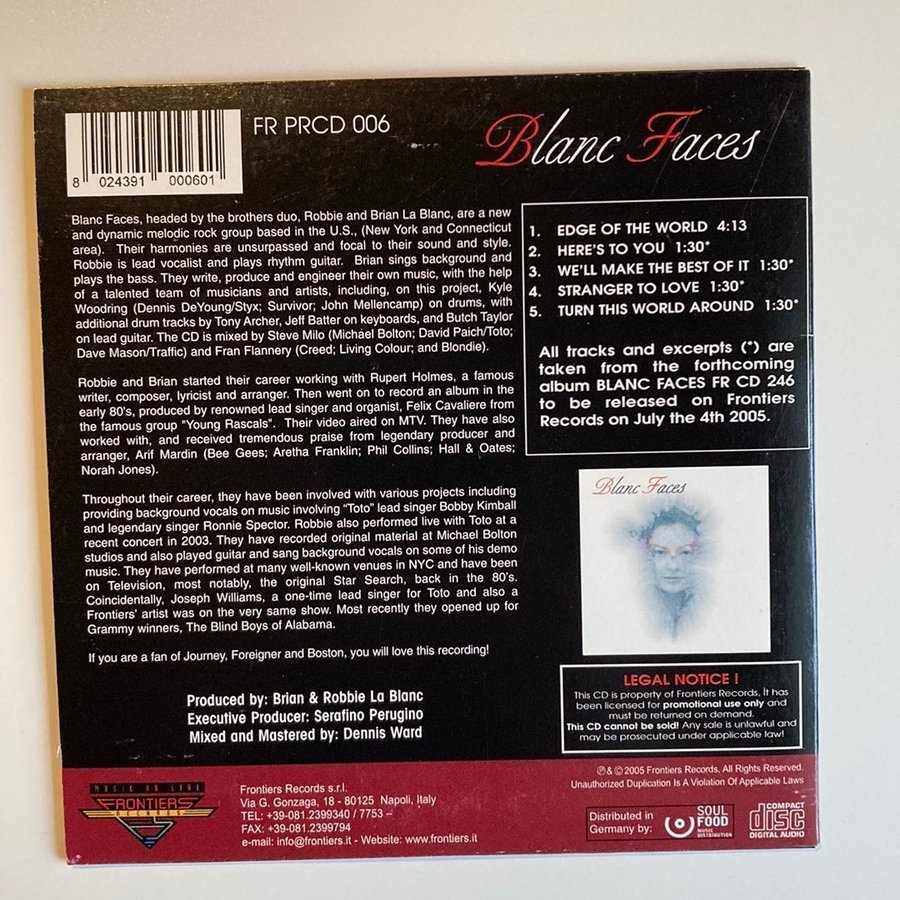 8 024391 000601
FR PRCD 006
Blanc Faces
Blanc Faces, headed by the brothers duo, Robbie and Brian La Blanc, are a new
and dynamic melodic rock group based in the U.S., (New York and Connecticut
area). Their harmonies are unsurpassed and focal to their sound and style.
Robbie is lead vocalist and plays rhythm guitar. Brian sings background and
plays the bass. They write, produce and engineer their own music, with the help
of a talented team of musicians and artists, including, on this project, Kyle
Woodring (Dennis DeYoung/Styx; Survivor; John Mellencamp) on drums, with
additional drum tracks by Tony Archer, Jeff Batter on keyboards, and Butch Taylor
on lead guitar. The CD is mixed by Steve Milo (Michael Bolton; David Paich/Toto;
Dave Mason/Traffic) and Fran Flannery (Creed; Living Colour; and Blondie).
Robbie and Brian started their career working with Rupert Holmes, a famous
writer, composer, lyricist and arranger. Then went on to record an album in the
early 80's, produced by renowned lead singer and organist, Felix Cavaliere from
the famous group "Young Rascals". Their video aired on MTV. They have also
worked with, and received tremendous praise from legendary producer and
arranger, Arif Mardin (Bee Gees; Aretha Franklin; Phil Collins; Hall & Oates;
Norah Jones).
Throughout their career, they have been involved with various projects including
providing background vocals on music involving "Toto" lead singer Bobby Kimball
and legendary singer Ronnie Spector. Robbie also performed live with Toto at a
recent concert in 2003. They have recorded original material at Michael Bolton
studios and also played guitar and sang background vocals on some of his demo
music. They have performed at many well-known venues in NYC and have been
on Television, most notably, the original Star Search, back in the 80's.
Coincidentally, Joseph Williams, a one-time lead singer for Toto and also a
Frontiers' artist was on the very same show. Most recently they opened up for
Grammy winners, The Blind Boys of Alabama.
If you are a fan of Journey, Foreigner and Boston, you will love this recording!
Produced by: Brian & Robbie La Blanc
Executive Producer: Serafino Perugino
Mixed and Mastered by: Dennis Ward
1. EDGE OF THE WORLD 4:13
2. HERE'S TO YOU 1:30*
3. WE'LL MAKE THE BEST OF IT 1:30*
4. STRANGER TO LOVE 1:30*
5. TURN THIS WORLD AROUND 1:30*
All tracks and excerpts (*) are
taken from the forthcoming
album BLANC FACES FR CD 246
to be released on Frontiers
Records on July the 4th 2005.
Blanc Faces
LEGAL NOTICE !
This CD is property of Frontiers Records, it has
been licensed for promotional use only and
must be returned on demand.
This CD cannot be sold! Any sale is unlawful and
may be prosecuted under applicable law!
MUSIK AN LAND
FRONTIERS
RECORDS
Frontiers Records s.r.l.
Via G. Gonzaga, 18 - 80125 Napoli, Italy
TEL: +39-081.2399340 / 7753 –
FAX: +39-081.2399794
e-mail: info@frontiers.it - Website: www.frontiers.it
℗ & © 2005 Frontiers Records. All Rights Reserved.
Unauthorized Duplication Is A Violation Of Applicable Laws
Distributed in
Germany by:
SOUL
FOOD
MUSIC
DISTRIBUTION
COMPACT
disc
DIGITAL AUDIO